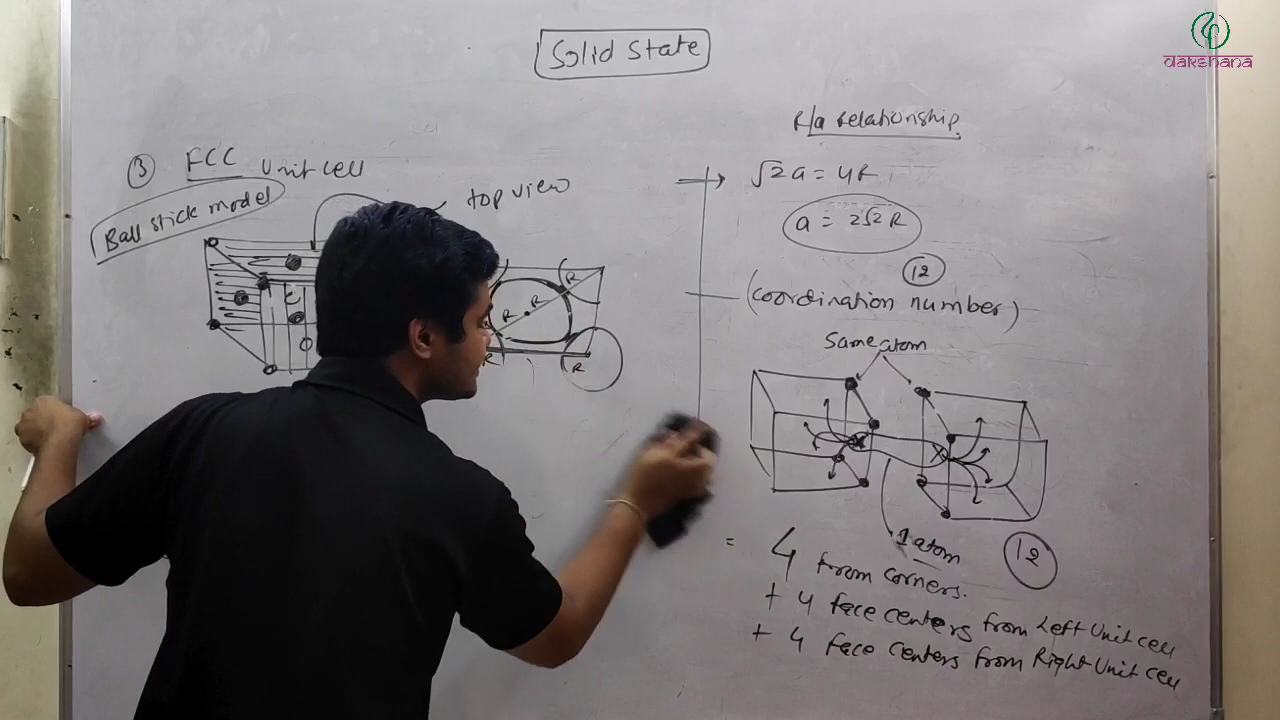 Solid State
dakshana
③ FCC Unit cell
Ball stick model
top view
R
R
R
R
R
R/a relationship
√2a = 4R
a = 2√2 R
12
(coordination number)
Same atom
x
x
1 atom
12
= 4 from corners.
+ 4 face centers from Left Unit cell
+ 4 face centers from Right Unit cell